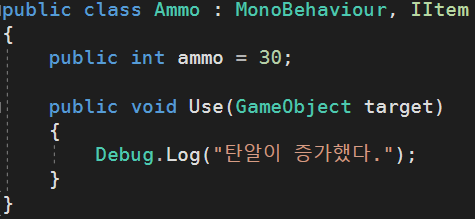 public class Ammo : MonoBehaviour, IItem
{
public int ammo = 30;
public void Use(GameObject target)
{
Debug.Log("탄알이 증가했다.");
}
}